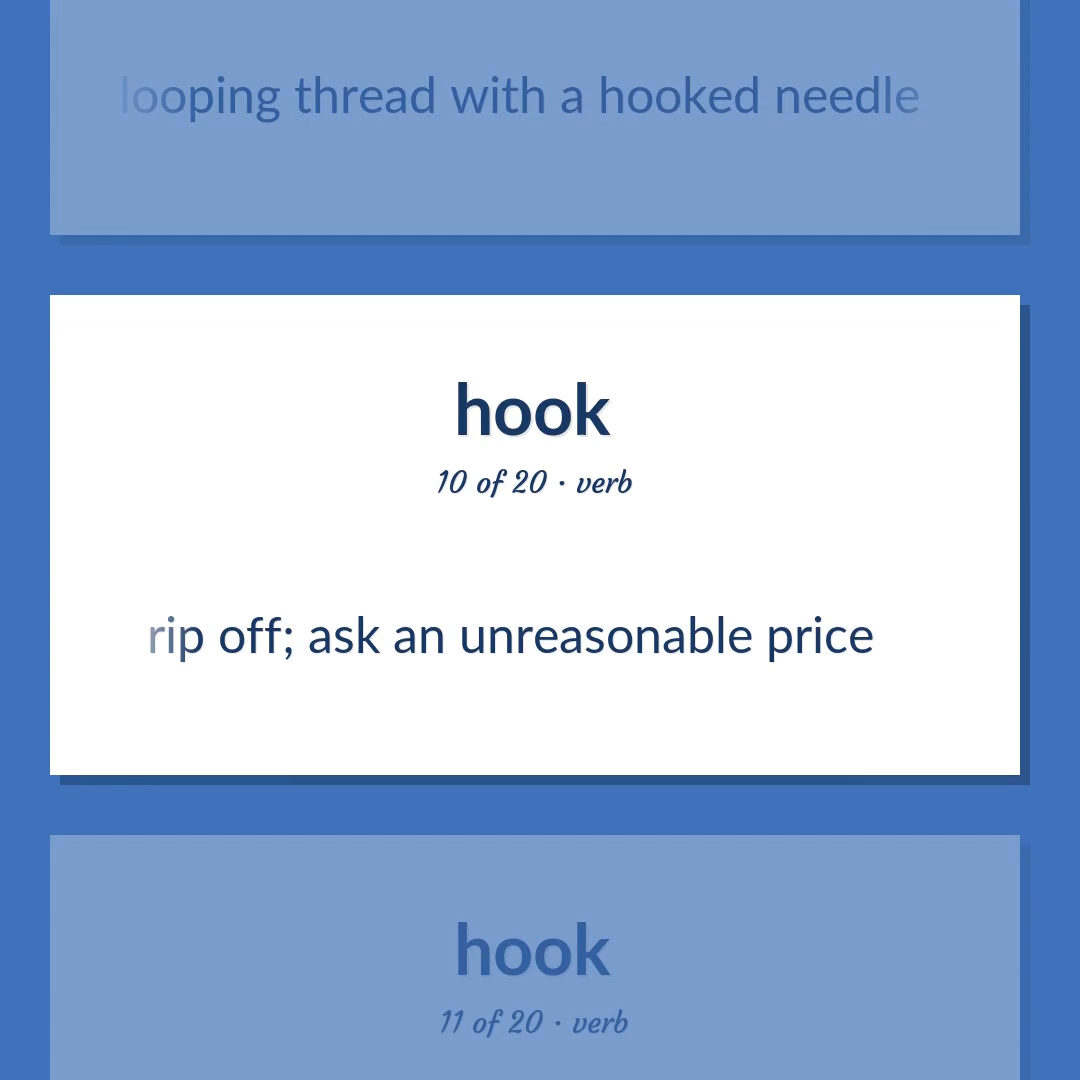 looping thread with a hooked needle
hook
10 of 20 · verb
rip off; ask an unreasonable price
hook
11 of 20 · verb